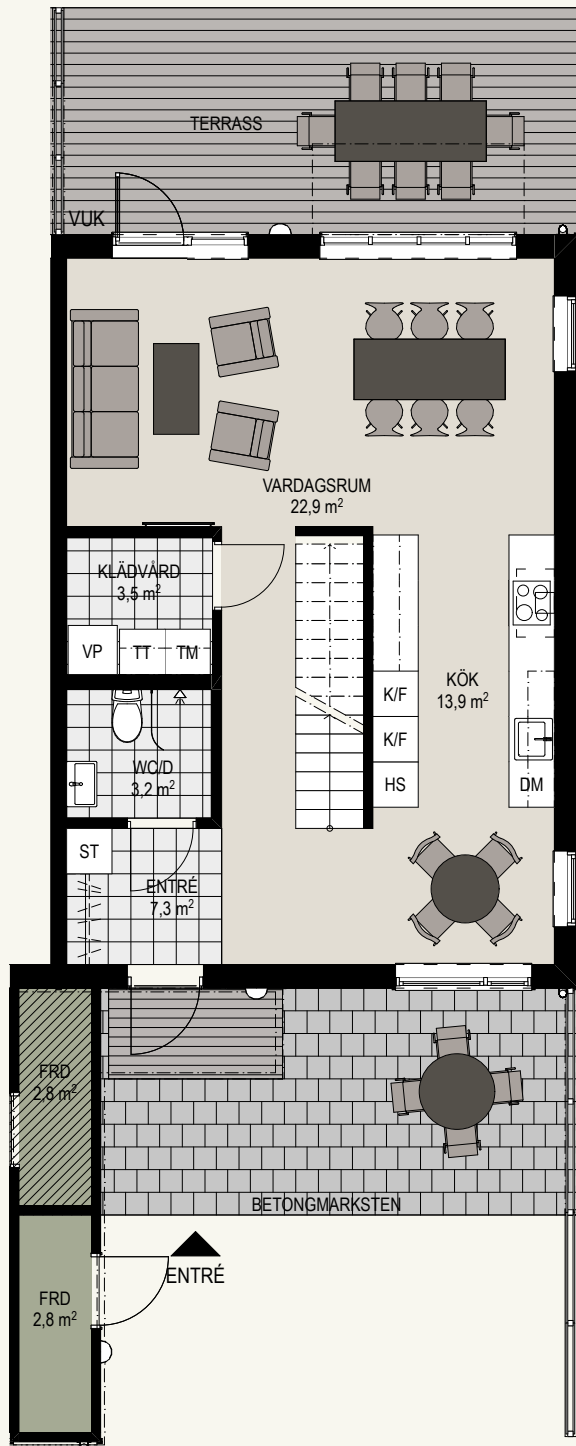 TERRASS
VUK
VARDAGSRUM
22,9 m²
KLÄDVÅRD
3,5 m²
VP
TT
TM
K/F
KÖK
13,9 m²
K/F
HS
DM
WC/D
3,2 m²
ST
ENTRÉ
7,3 m²
FRD
2,8 m²
BETONGMARKSTEN
ENTRÉ
FRD
2,8 m²